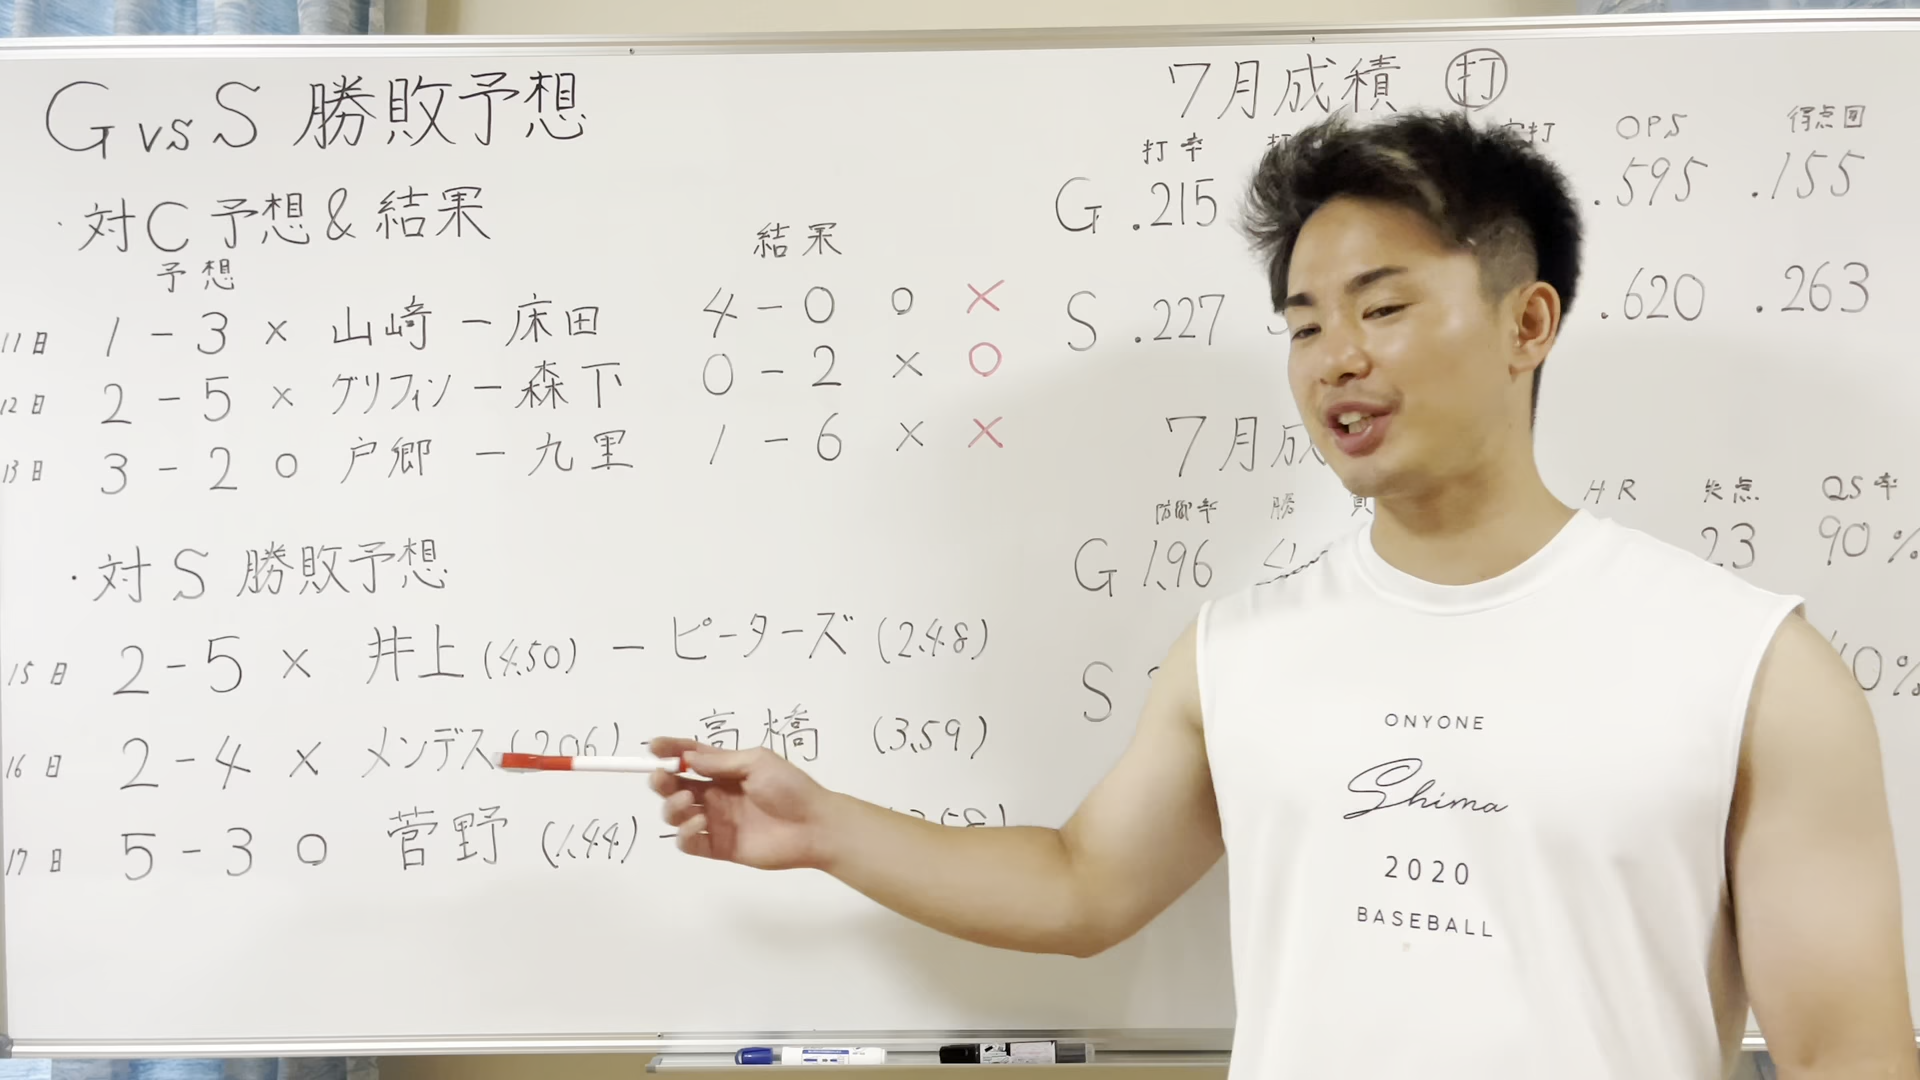 G vs S 勝敗予想
・対C 予想&結果
予想 結果
11日 1-3 × 山﨑-床田 4-0 ○ ×
12日 2-5 × グリフィン-森下 0-2 × ○
13日 3-2 ○ 戸郷-九里 1-6 × ×
・対S 勝敗予想
15日 2-5 × 井上(4.50)-ピーターズ(2.48)
16日 2-4 × メンデス(2.06)-高橋(3.59)
17日 5-3 ○ 菅野(1.44)-
7月成績 打
打率 OPS 得点圏
G .215 .595 .155
S .227 .620 .263
7月成
防御率 勝 負 HR 失点 QS率
G 1.96 23 90%
S 0%
ONYONE
Shima
2020
BASEBALL